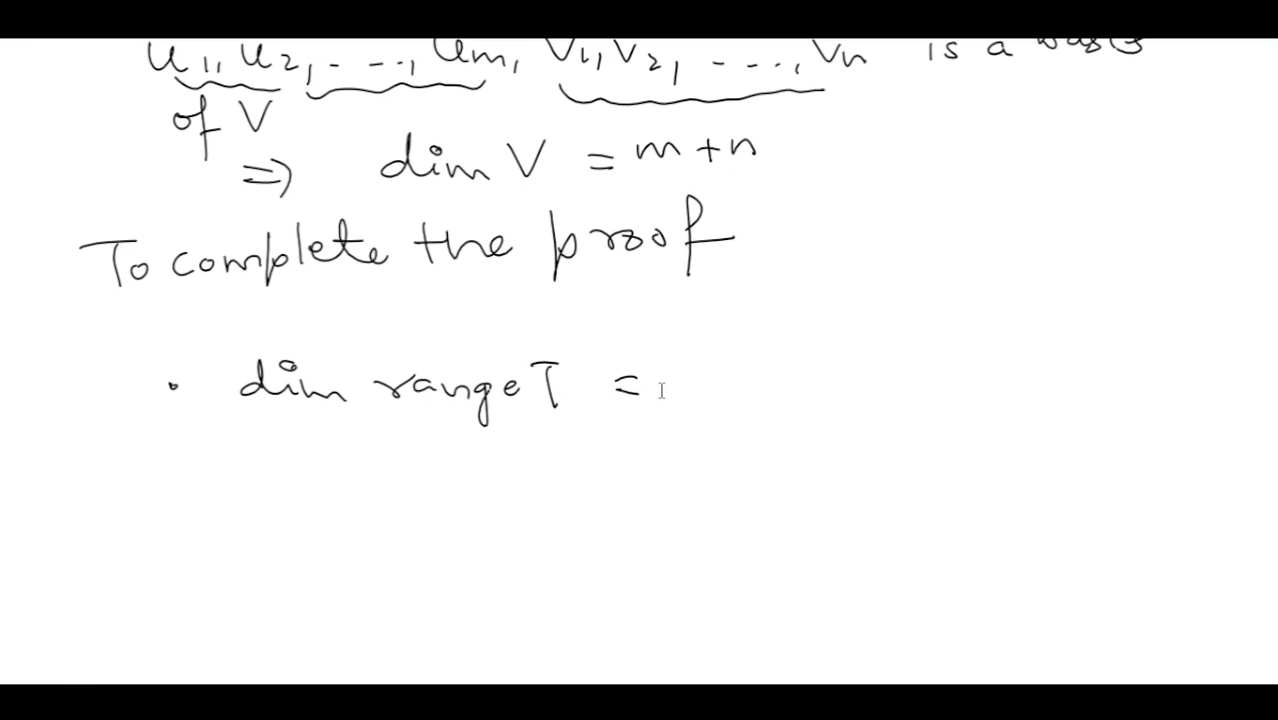 u1, u2, - - .., um, v1, v2, - - - .., vn is a basis
of V
=> dim V = m + n
To complete the proof
· dim range T =